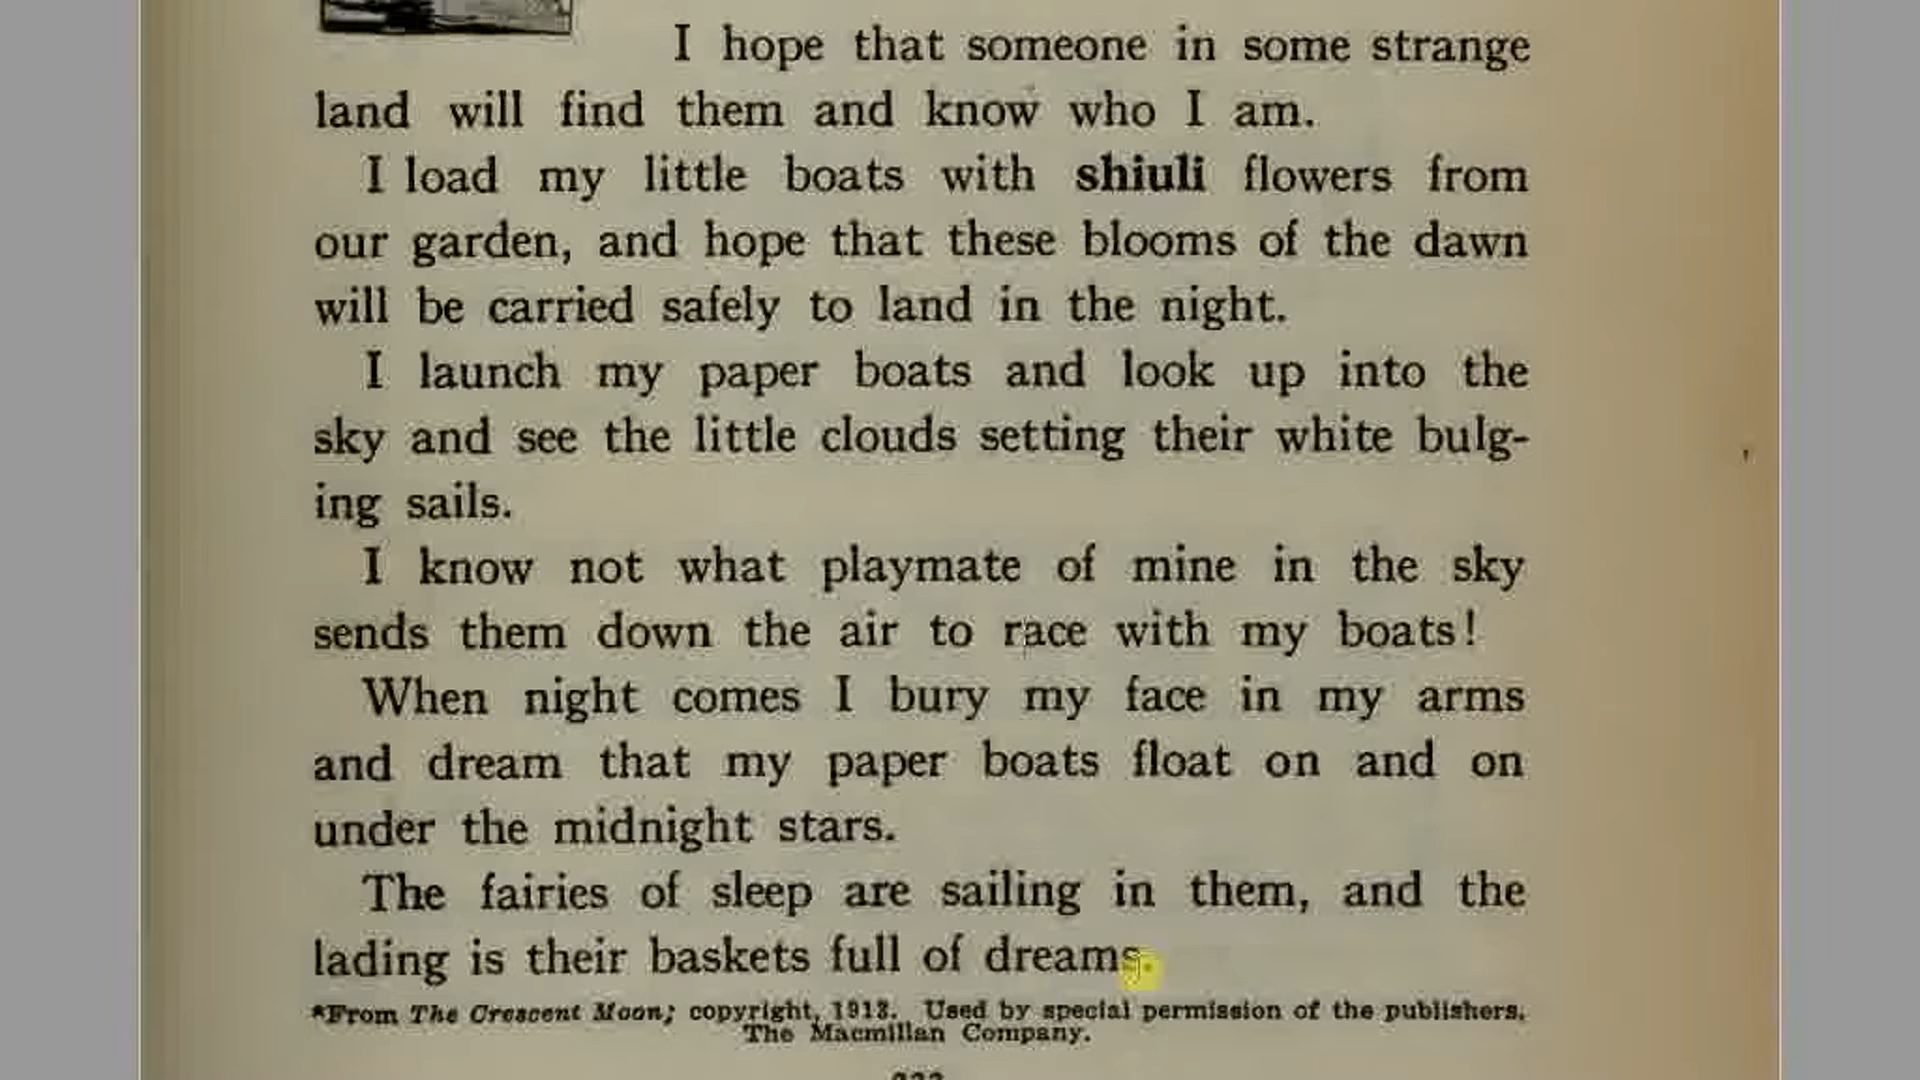 I hope that someone in some strange
land will find them and know who I am.
I load my little boats with shiuli flowers from
our garden, and hope that these blooms of the dawn
will be carried safely to land in the night.
I launch my paper boats and look up into the
sky and see the little clouds setting their white bulg-
ing sails.
I know not what playmate of mine in the sky
sends them down the air to race with my boats!
When night comes I bury my face in my arms
and dream that my paper boats float on and on
under the midnight stars.
The fairies of sleep are sailing in them, and the
lading is their baskets full of dreams.
*From The Crescent Moon; copyright, 1913. Used by special permission of the publishers,
The Macmillan Company.